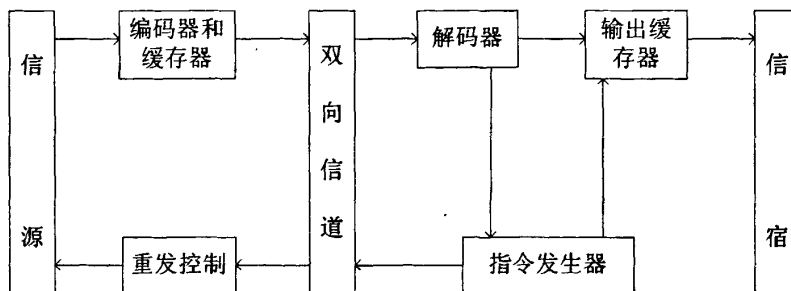 信源
编码器和
缓存器
双向信道
解码器
输出缓
存器
信宿
重发控制
指令发生器